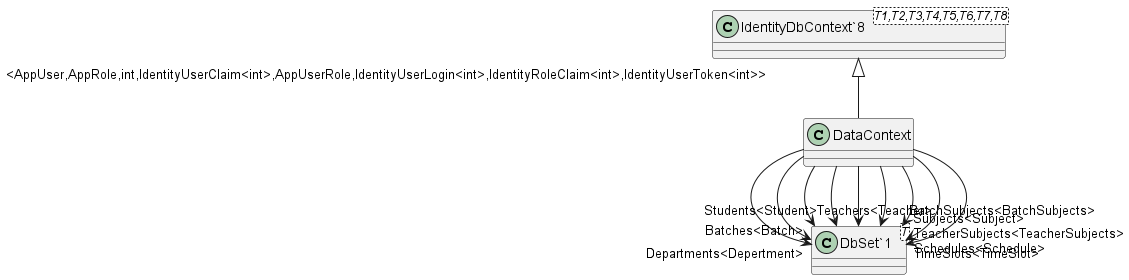 IdentityDbContext`8
T1,T2,T3,T4,T5,T6,T7,T8
<AppUser,AppRole,int,IdentityUserClaim<int>,AppUserRole,IdentityUserLogin<int>,IdentityRoleClaim<int>,IdentityUserToken<int>>
DataContext
Students<Student>
Teachers<Teacher>
BatchSubjects<BatchSubjects>
Subjects<Subject>
Batches<Batch>
DbSet`1
T
TeacherSubjects<TeacherSubjects>
Schedules<Schedule>
Departments<Department>
TimeSlots<TimeSlot>